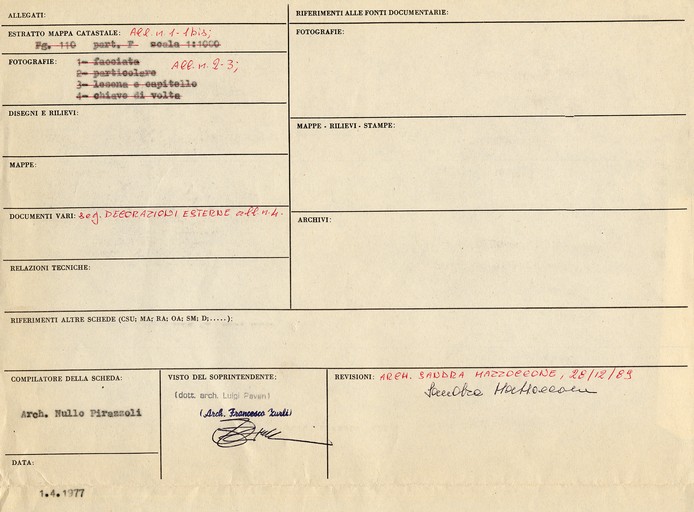 ALLEGATI:
ESTRATTO MAPPA CATASTALE: All. n. 1-1bis;
Fg. 110 part. F scala 1:1000
FOTOGRAFIE: 1- facciata All. n. 2-3;
2- particolare
3- lesena e capitello
4- chiave di volta
DISEGNI E RILIEVI:
MAPPE:
DOCUMENTI VARI: seg. DECORAZIONI ESTERNE all. n. 4.
RELAZIONI TECNICHE:
RIFERIMENTI ALLE FONTI DOCUMENTARIE:
FOTOGRAFIE:
MAPPE - RILIEVI - STAMPE:
ARCHIVI:
RIFERIMENTI ALTRE SCHEDE (CSU; MA; RA; OA; SM; D;.....):
COMPILATORE DELLA SCHEDA:
Arch. Nullo Pirazzoli
DATA:
1.4.1977
VISTO DEL SOPRINTENDENTE:
(dott. arch. Luigi Pavan)
(Arch. Francesco Zurli)
REVISIONI: ARCH. SANDRA MAZZOCCONE, 28/12/89